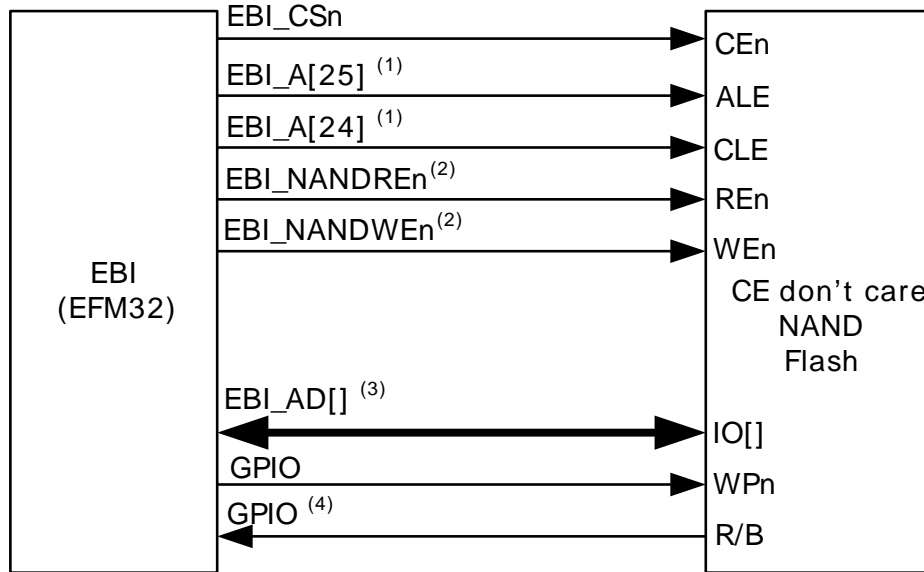 EBI_CSn
CEn
EBI_A[25] (1)
ALE
EBI_A[24] (1)
CLE
EBI_NANDREn(2)
REn
EBI_NANDWEn(2)
WEn
EBI
(EFM32)
CE don't care
NAND
Flash
EBI_AD[] (3)
IO[]
GPIO
WPn
GPIO (4)
R/B